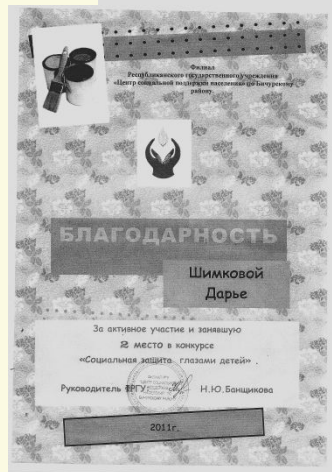 Филиал
Республиканского государственного учреждения
«Центр социальной поддержки населения по Бичурскому
району
БЛАГОДАРНОСТЬ
Шимковой
Дарье
За активное участие и занявшую
2 место в конкурсе
«Социальная защита глазами детей» .
Руководитель ФРГУ: Н.Ю.Банщикова
2011г.